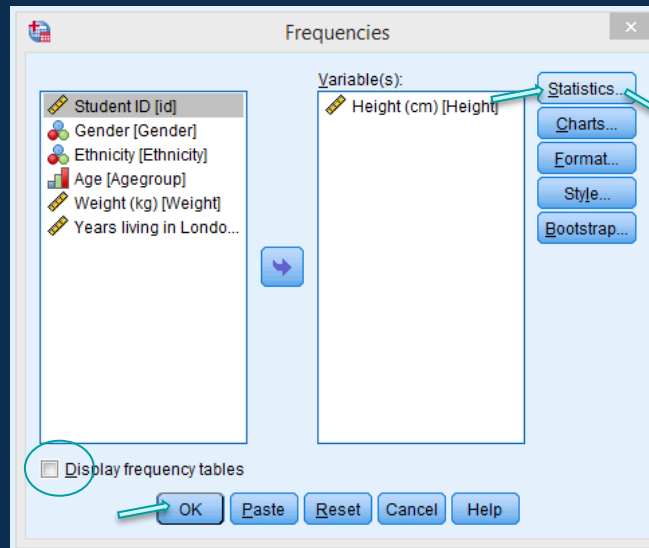 Frequencies
Variable(s):
Student ID [id]
Gender [Gender]
Ethnicity [Ethnicity]
Age [Agegroup]
Weight (kg) [Weight]
Years living in Londo...
Height (cm) [Height]
Statistics...
Charts...
Format...
Style...
Bootstrap...
Display frequency tables
OK Paste Reset Cancel Help